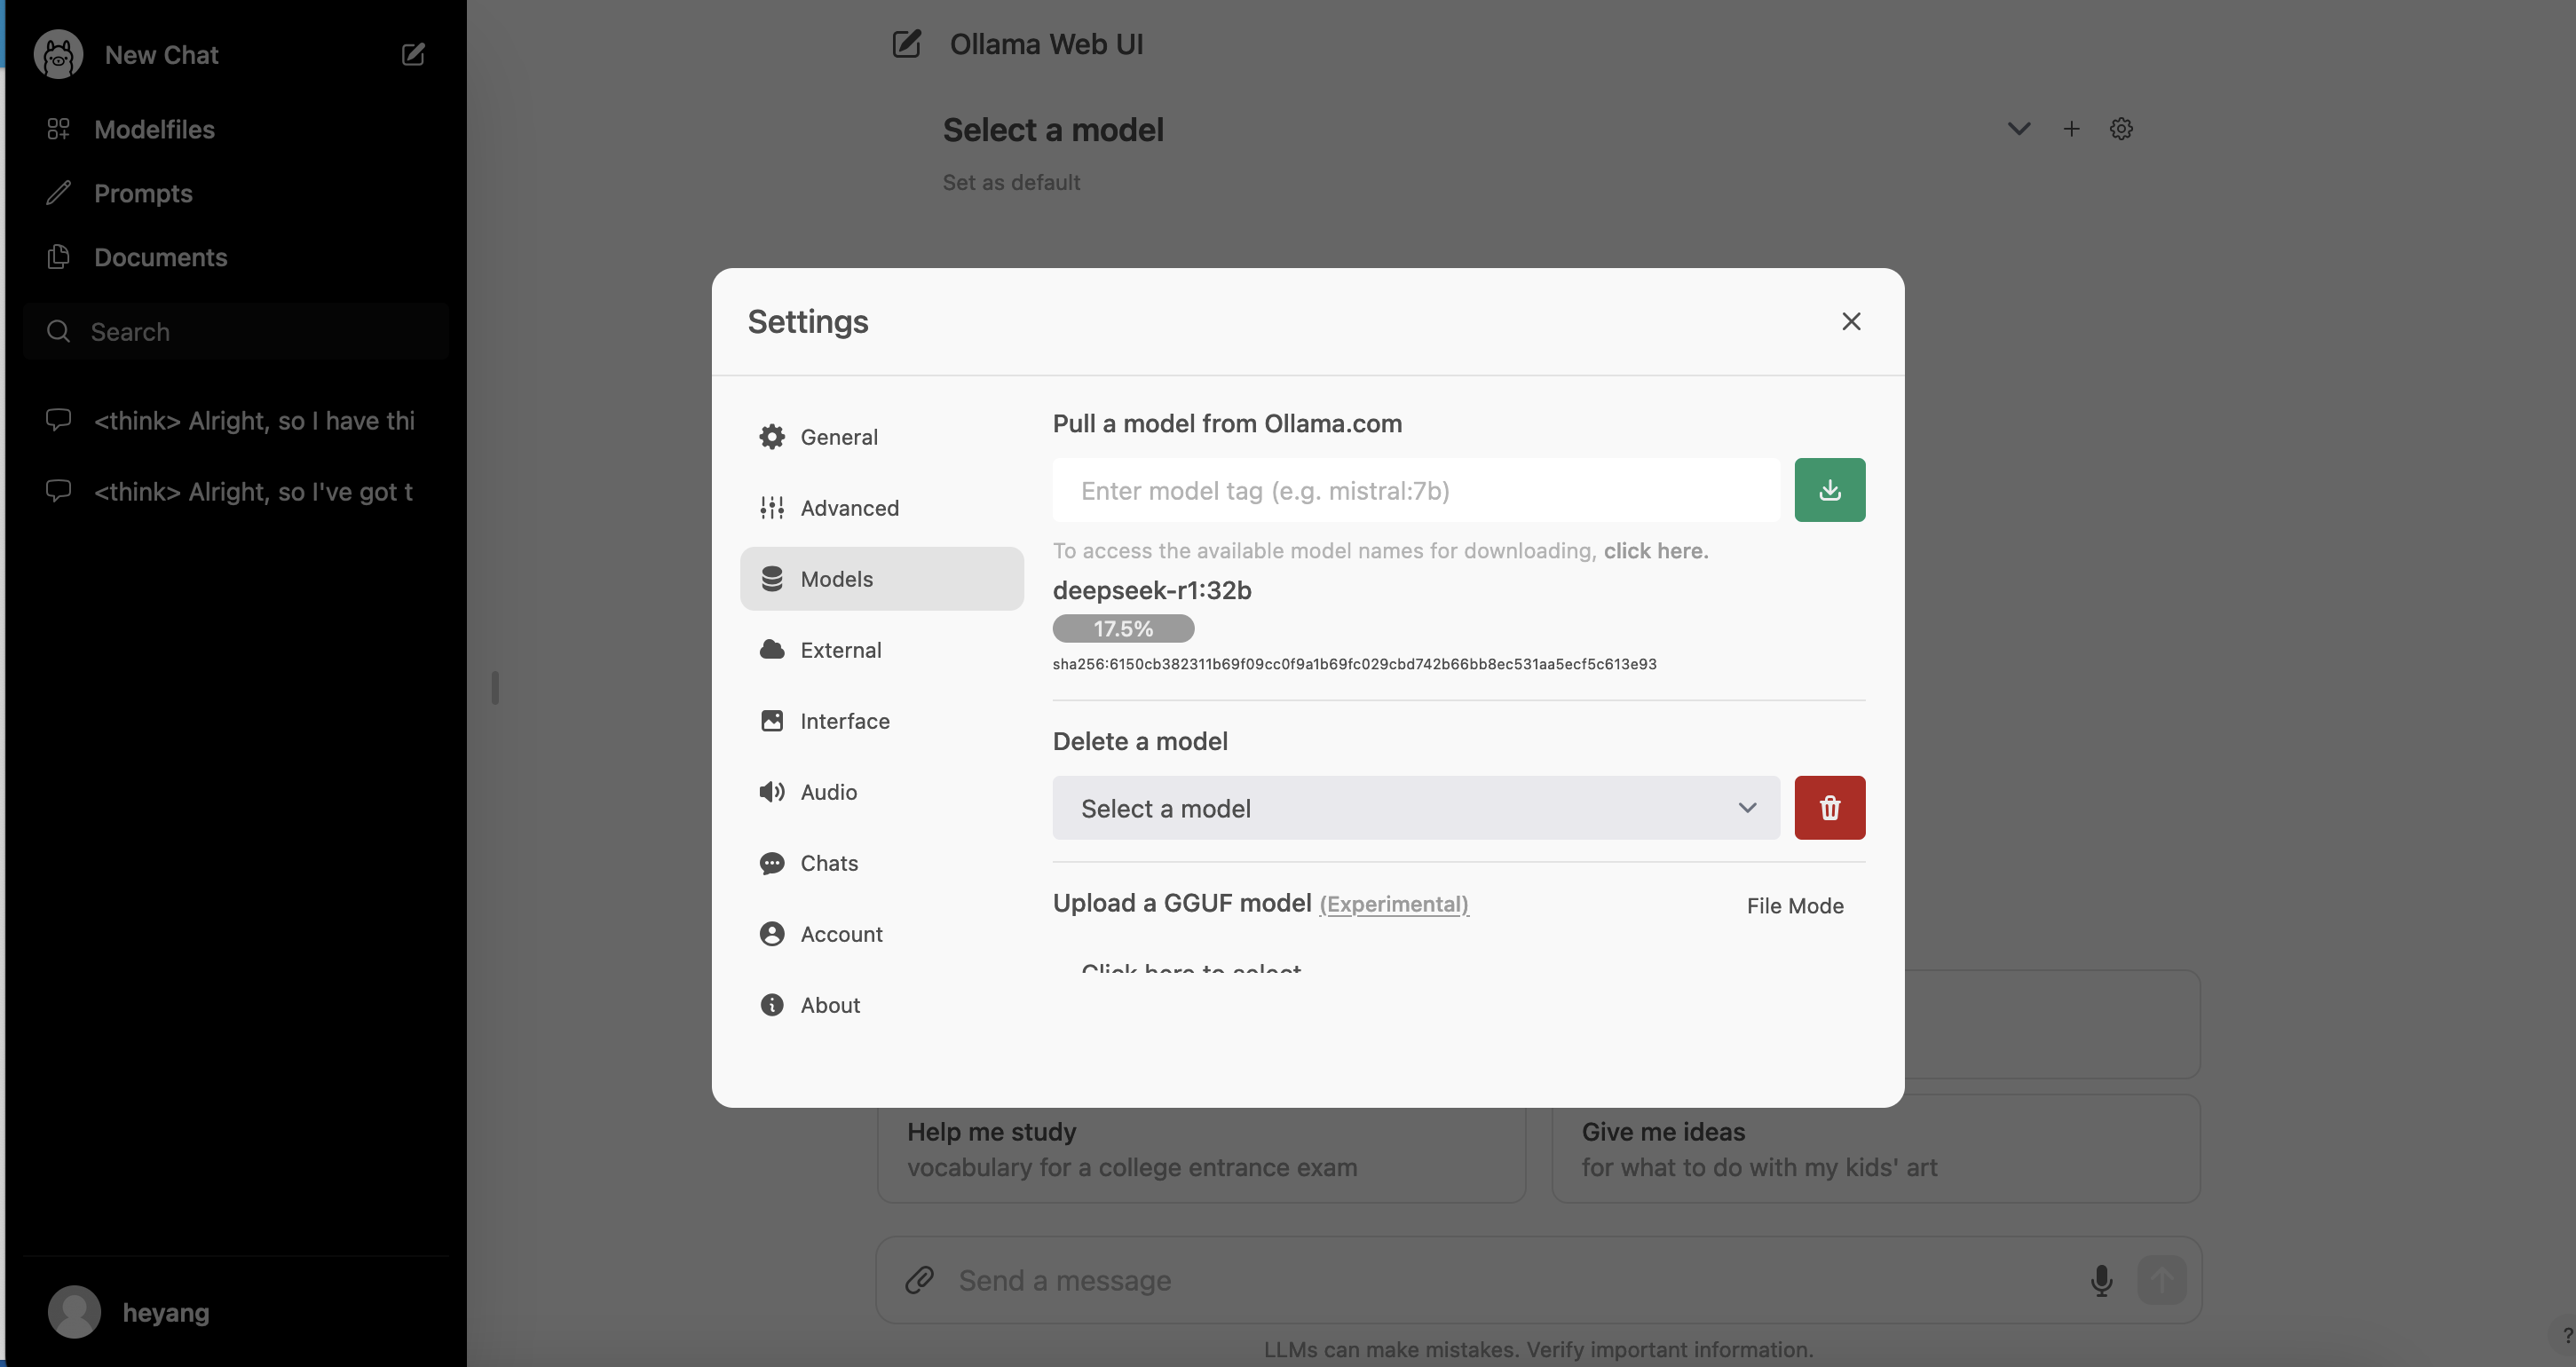 New Chat
Modelfiles
Prompts
Documents
Search
<think> Alright, so I have thi
<think> Alright, so I've got t
heyang
Ollama Web UI
Select a model
Set as default
Settings
General
Advanced
Models
External
Interface
Audio
Chats
Account
About
Pull a model from Ollama.com
Enter model tag (e.g. mistral:7b)
To access the available model names for downloading, click here.
deepseek-r1:32b
17.5%
sha256:6150cb382311b69f09cc0f9a1b69fc029cbd742b66bb8ec531aa5ecf5c613e93
Delete a model
Select a model
Upload a GGUF model (Experimental)
File Mode
Click here to select
Help me study
vocabulary for a college entrance exam
Give me ideas
for what to do with my kids' art
Send a message
LLMs can make mistakes. Verify important information.
?